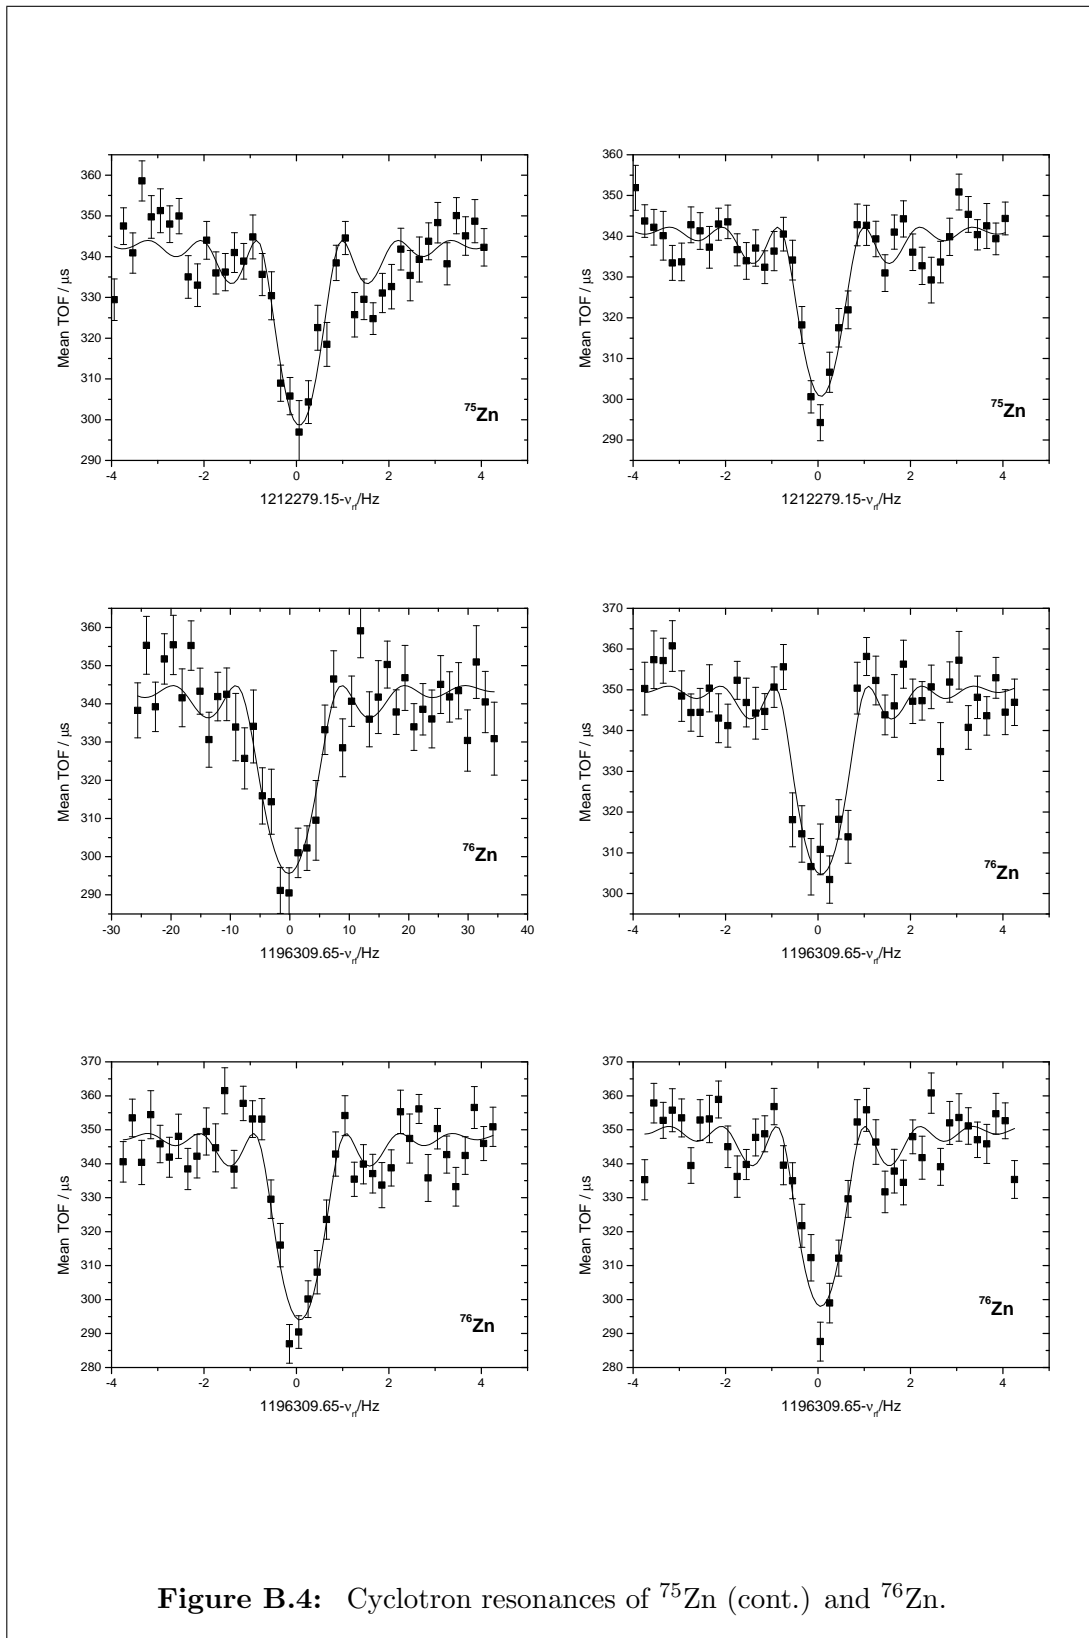 360
350
340
330
320
310
300
290
Mean TOF / μs
⁷⁵Zn
-4 -2 0 2 4
1212279.15-ν_rf/Hz
360
350
340
330
320
310
300
290
Mean TOF / μs
⁷⁵Zn
-4 -2 0 2 4
1212279.15-ν_rf/Hz
360
350
340
330
320
310
300
290
Mean TOF / μs
⁷⁶Zn
-30 -20 -10 0 10 20 30 40
1196309.65-ν_rf/Hz
370
360
350
340
330
320
310
300
Mean TOF / μs
⁷⁶Zn
-4 -2 0 2 4
1196309.65-ν_rf/Hz
370
360
350
340
330
320
310
300
290
280
Mean TOF / μs
⁷⁶Zn
-4 -2 0 2 4
1196309.65-ν_rf/Hz
370
360
350
340
330
320
310
300
290
280
Mean TOF / μs
⁷⁶Zn
-4 -2 0 2 4
1196309.65-ν_rf/Hz
Figure B.4: Cyclotron resonances of ⁷⁵Zn (cont.) and ⁷⁶Zn.